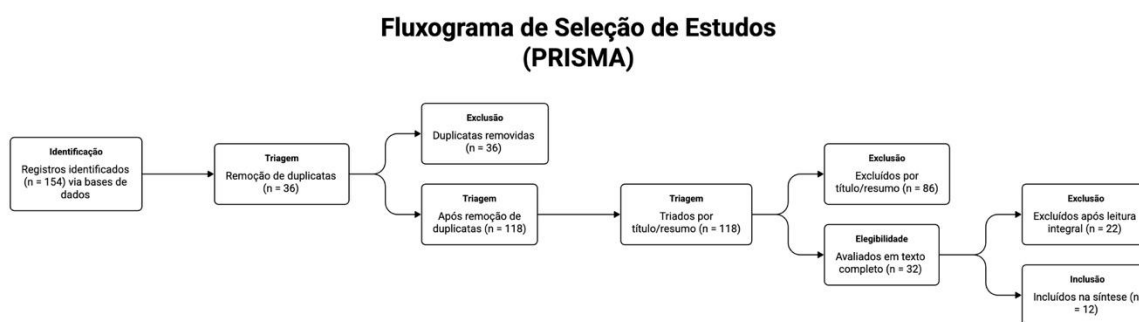 Fluxograma de Seleção de Estudos
(PRISMA)
Identificação
Registros identificados
(n = 154) via bases de
dados
Triagem
Remoção de duplicatas
(n = 36)
Exclusão
Duplicatas removidas
(n = 36)
Triagem
Após remoção de
duplicatas (n = 118)
Triagem
Triados por
título/resumo (n = 118)
Exclusão
Excluídos por
título/resumo (n = 86)
Elegibilidade
Avaliados em texto
completo (n = 32)
Exclusão
Excluídos após leitura
integral (n = 22)
Inclusão
Incluídos na síntese (n
= 12)